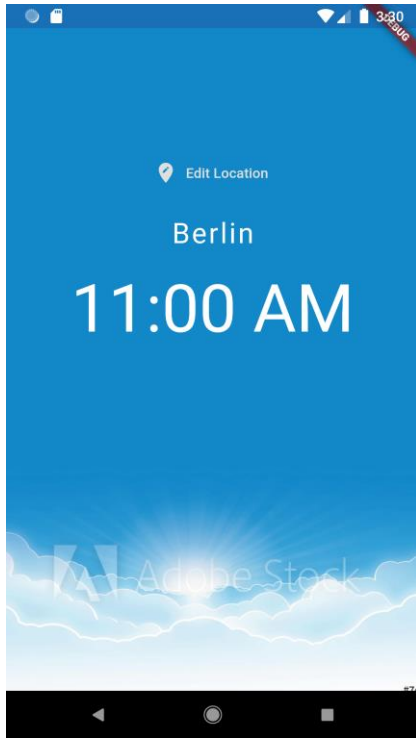 3:30
DEBUG
Edit Location
Berlin
11:00 AM
Adobe Stock